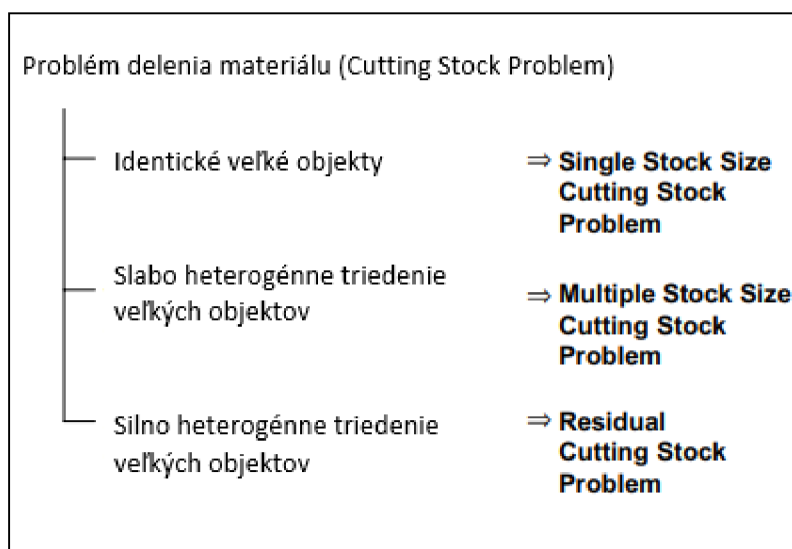 Problém delenia materiálu (Cutting Stock Problem)
Identické veľké objekty
⇒ Single Stock Size
Cutting Stock
Problem
Slabo heterogénne triedenie
veľkých objektov
⇒ Multiple Stock Size
Cutting Stock
Problem
Silno heterogénne triedenie
veľkých objektov
⇒ Residual
Cutting Stock
Problem